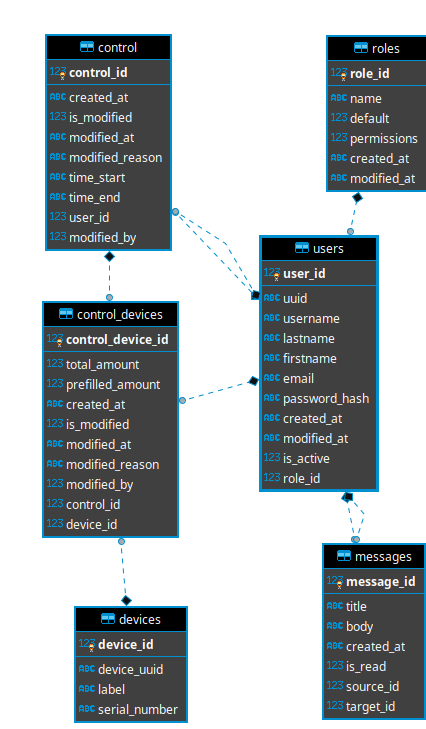 control
123 control_id
ABC created_at
123 is_modified
ABC modified_at
ABC modified_reason
ABC time_start
ABC time_end
123 user_id
123 modified_by
roles
123 role_id
ABC name
123 default
123 permissions
ABC created_at
ABC modified_at
users
123 user_id
ABC uuid
ABC username
ABC lastname
ABC firstname
ABC email
ABC password_hash
ABC created_at
ABC modified_at
123 is_active
123 role_id
control_devices
123 control_device_id
123 total_amount
123 prefilled_amount
ABC created_at
123 is_modified
ABC modified_at
ABC modified_reason
123 modified_by
123 control_id
123 device_id
devices
123 device_id
ABC device_uuid
ABC label
ABC serial_number
messages
123 message_id
ABC title
ABC body
ABC created_at
123 is_read
123 source_id
123 target_id